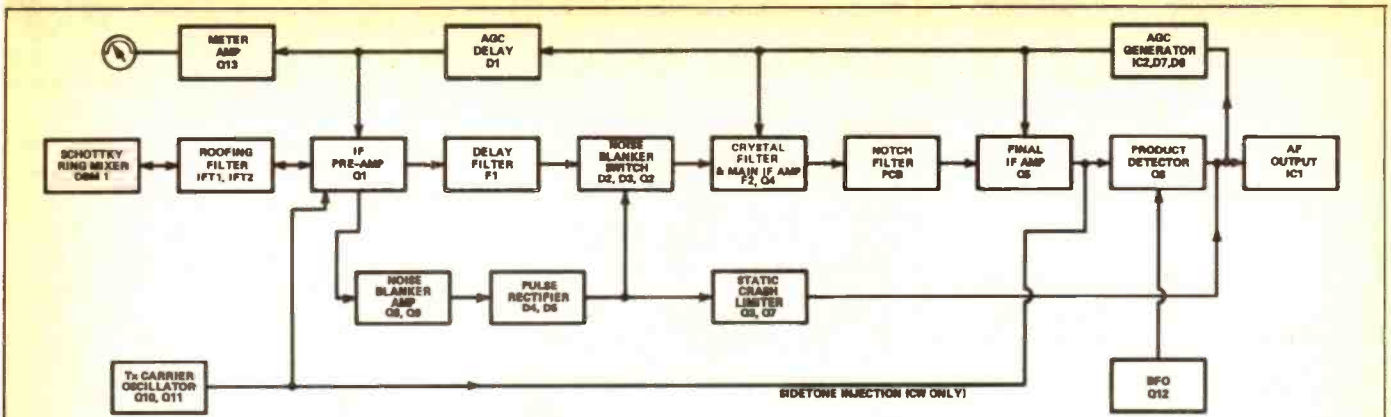 METER
AMP
Q13
AGC
DELAY
D1
AGC
GENERATOR
IC2,D7,D8
SCHOTTKY
RING MIXER
DBM 1
ROOFING
FILTER
IFT1, IFT2
IF
PRE-AMP
Q1
DELAY
FILTER
F1
NOISE
BLANKER
SWITCH
D2, D3, Q2
CRYSTAL
FILTER
& MAIN IF AMP
F2, Q4
NOTCH
FILTER
PCB
FINAL
IF AMP
Q5
PRODUCT
DETECTOR
Q6
AF
OUTPUT
IC1
NOISE
BLANKER
AMP
Q8, Q9
PULSE
RECTIFIER
D4, D5
STATIC
CRASH
LIMITER
Q3, Q7
Tx CARRIER
OSCILLATOR
Q10, Q11
SIDETONE INJECTION (CW ONLY)
BFO
Q12